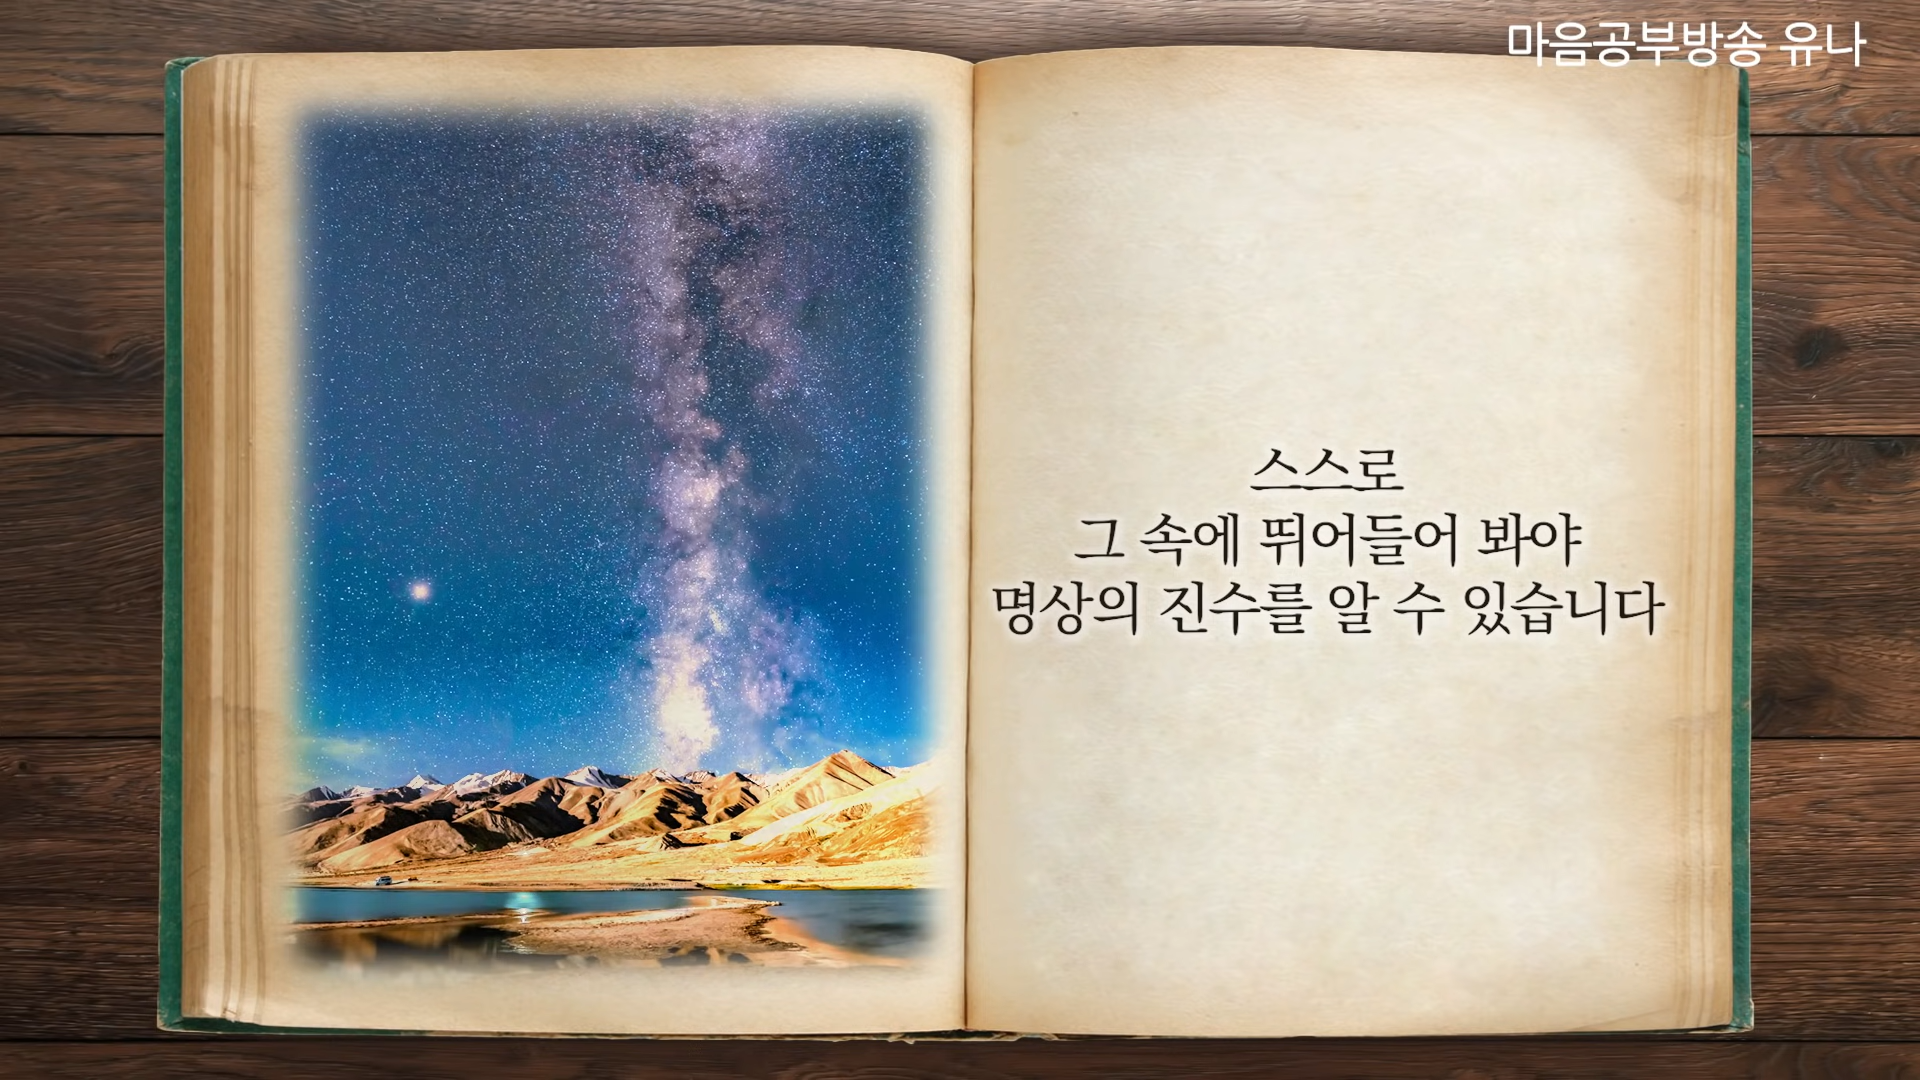 마음공부방송 유나
스스로
그 속에 뛰어들어 봐야
명상의 진수를 알 수 있습니다